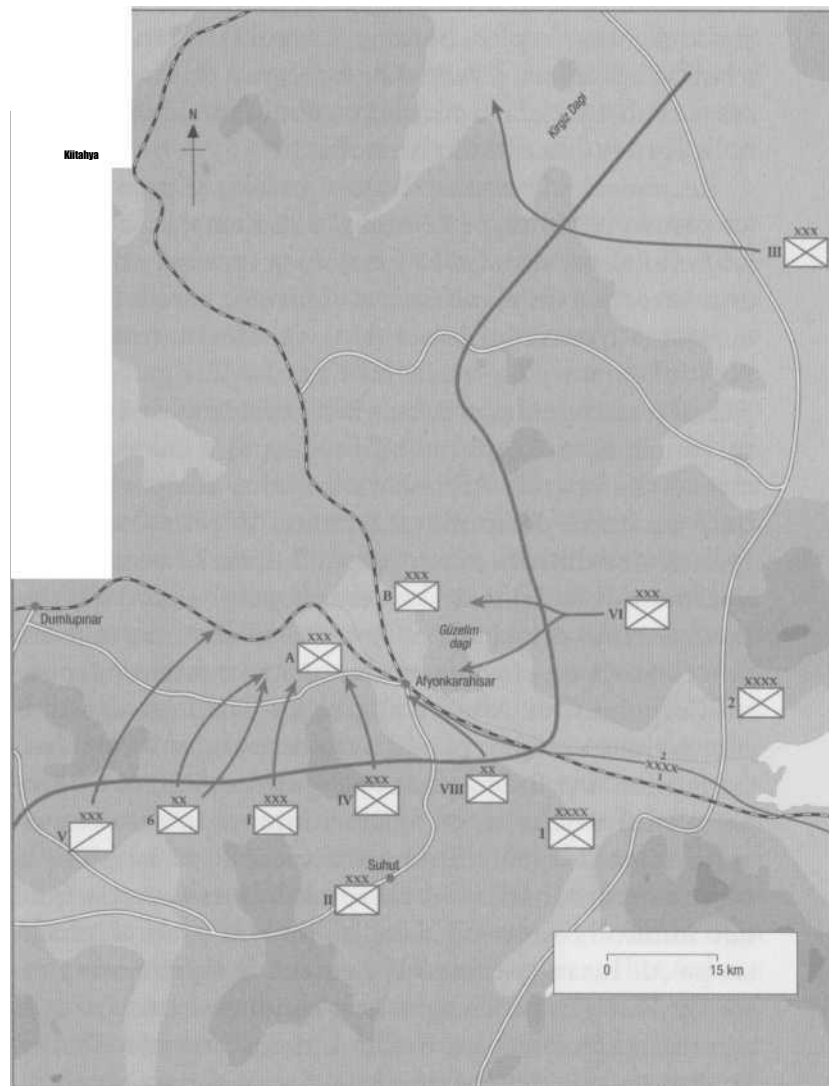 N
Kiitahya
Kirgiz Dagi
XXX
III
XXX
B
XXX
VI
Güzelim
dagi
Dumlupınar
XXX
A
Afyonkarahisar
XXXX
2
2
XXXX
1
XXX
V
XX
6
XXX
I
XXX
IV
XX
VIII
XXXX
1
Suhut
XXX
II
0 15 km